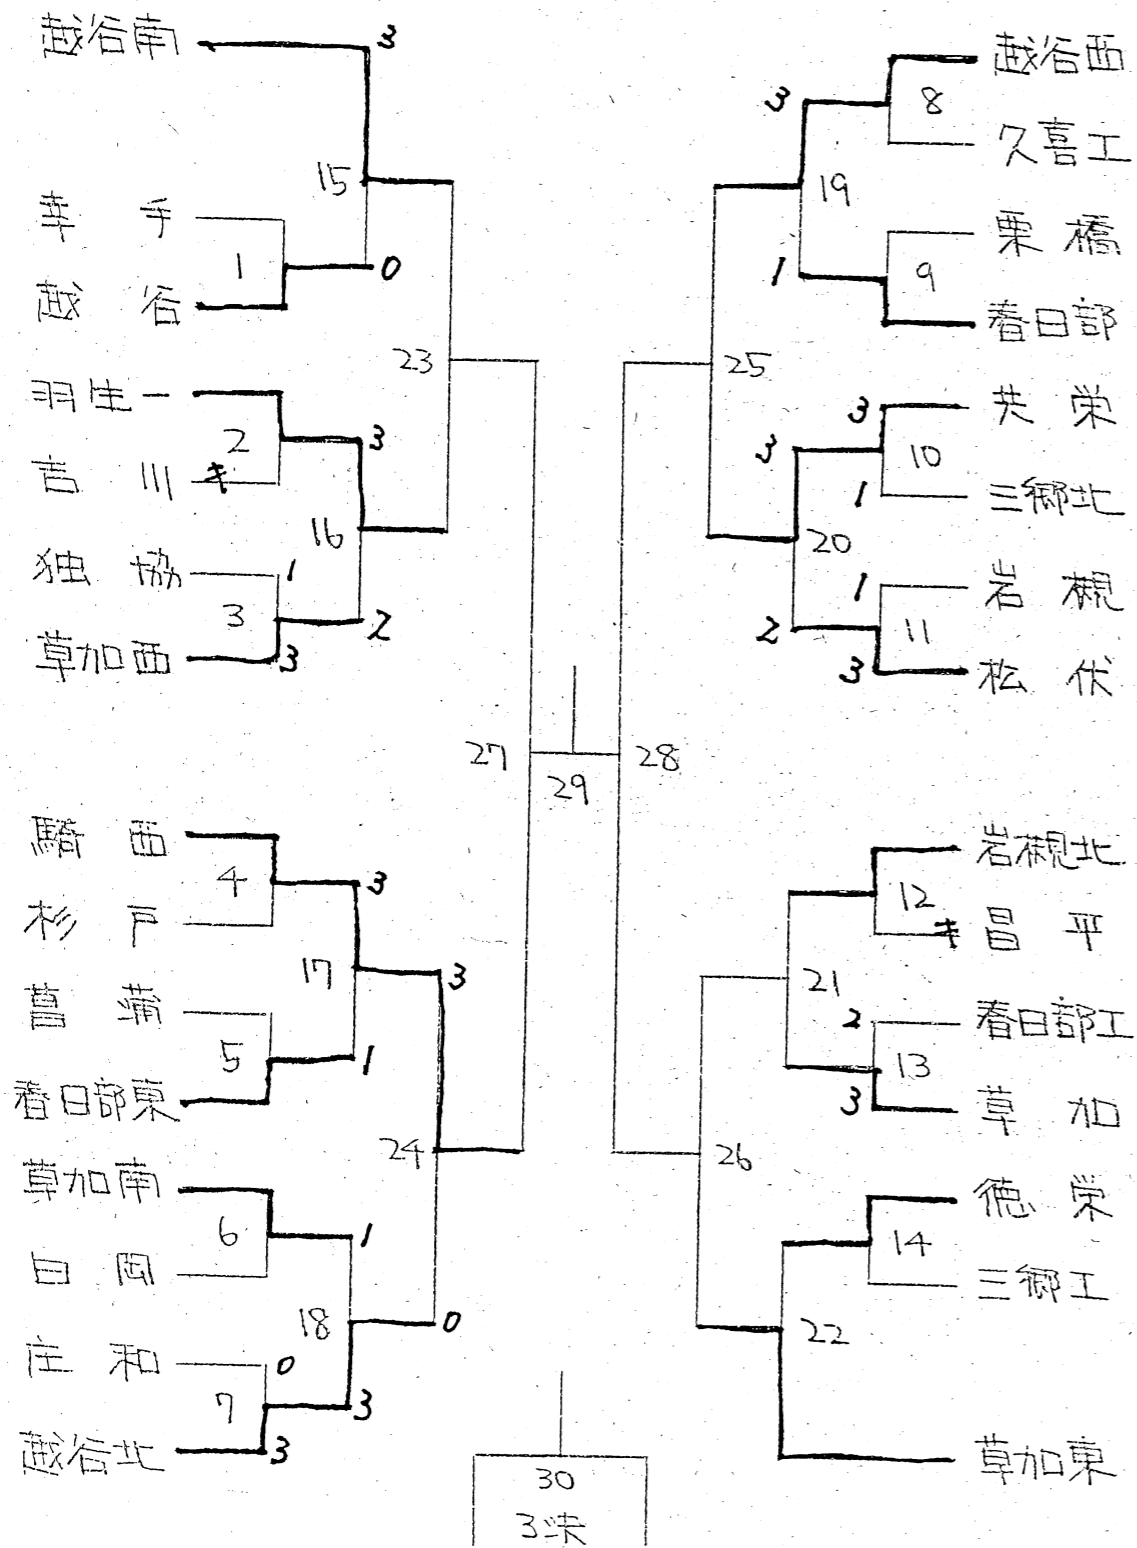 越谷南
3
15
幸手
1
0
越谷
23
羽生一
2
3
吉川
キ
16
独協
1
3
2
草加西
3
27
騎西
4
3
杉戸
17
3
菖蒲
5
1
春日部東
24
草加南
6
1
白岡
18
0
庄和
0
7
3
越谷北
3
29
30
3決
越谷西
3
8
久喜工
19
栗橋
1
9
春日部
25
共栄
3
3
10
1
三郷北
20
1
岩槻
2
11
3
松伏
28
岩槻北
12
キ
昌平
21
2
春日部工
13
3
草加
26
徳栄
14
三郷工
22
草加東